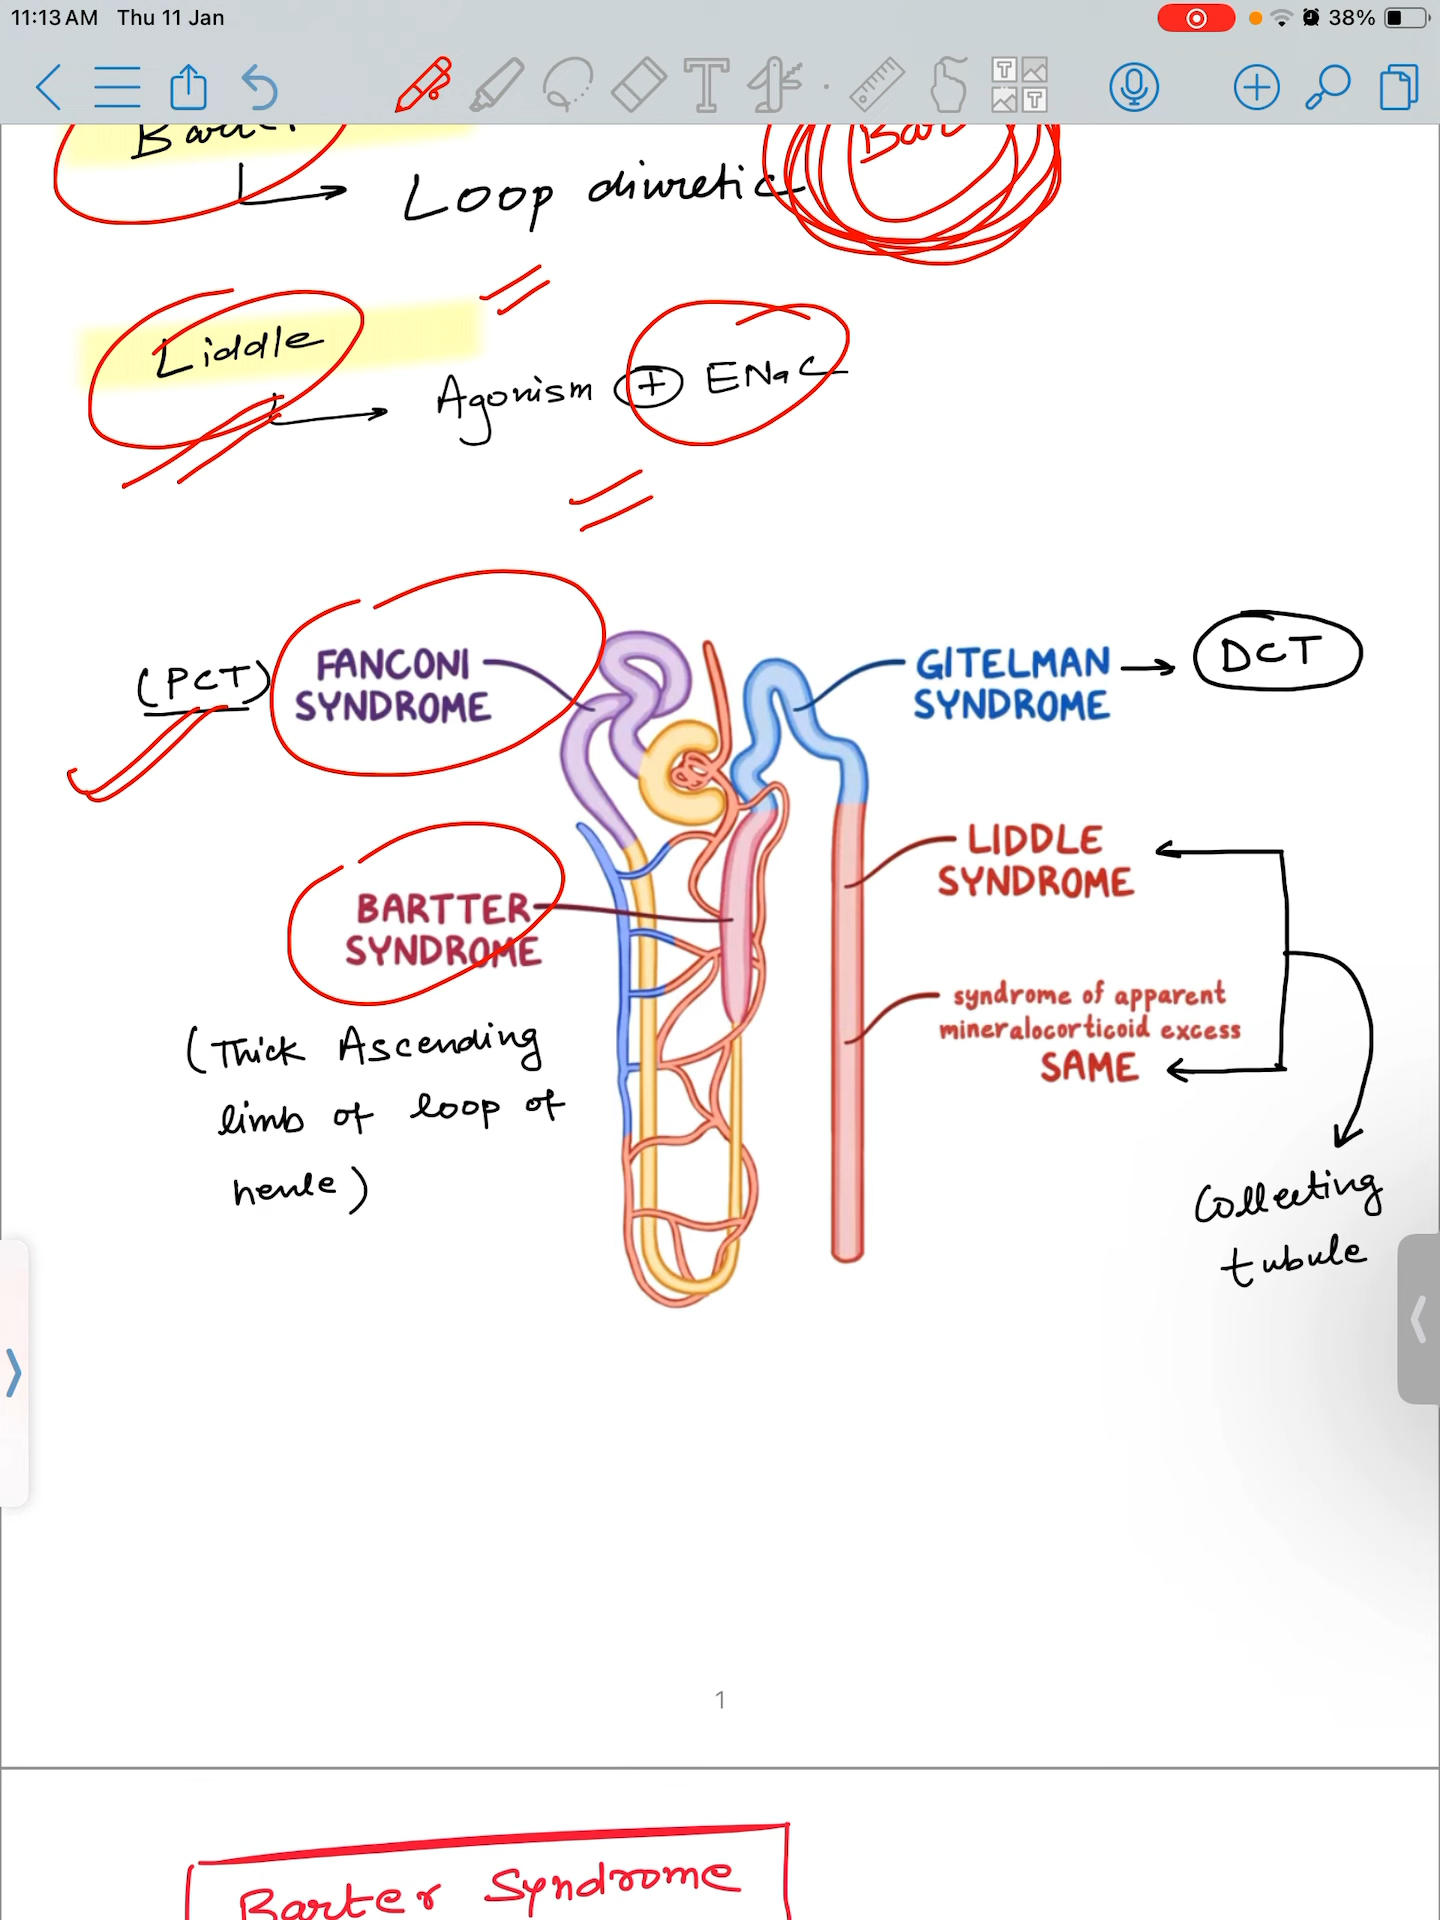 11:13 AM Thu 11 Jan
38%
Loop diuretic
Liddle
Agonism + ENaC
(PCT)
FANCONI
SYNDROME
GITELMAN
SYNDROME
DCT
BARTTER
SYNDROME
(Thick Ascending
limb of loop of
henle)
LIDDLE
SYNDROME
syndrome of apparent
mineralocorticoid excess
SAME
Collecting
tubule
1
Barter Syndrome